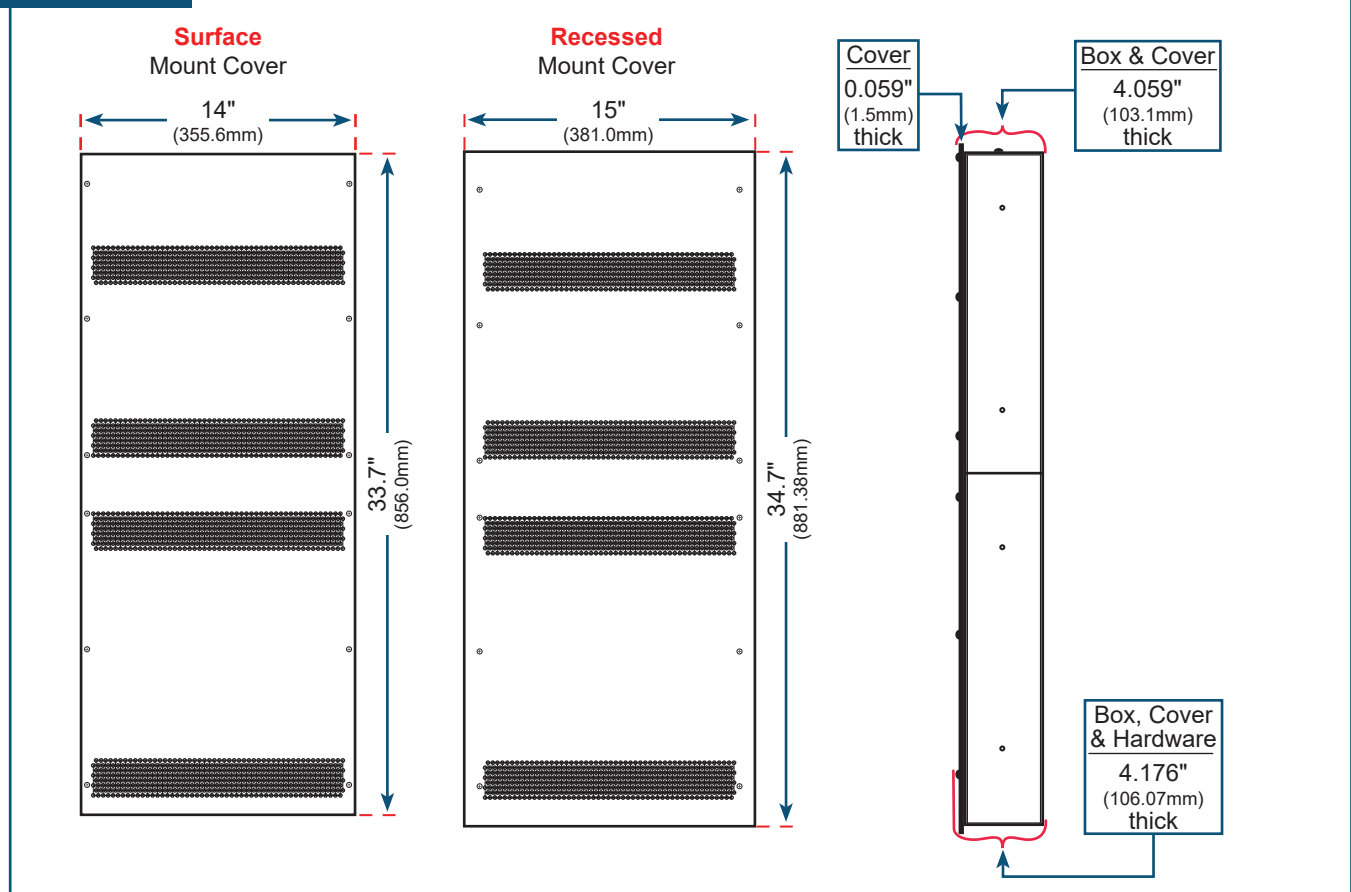 Surface
Mount Cover
14"
(355.6mm)
33.7"
(856.0mm)
Recessed
Mount Cover
15"
(381.0mm)
34.7"
(881.38mm)
Cover
0.059"
(1.5mm)
thick
Box & Cover
4.059"
(103.1mm)
thick
Box, Cover
& Hardware
4.176"
(106.07mm)
thick